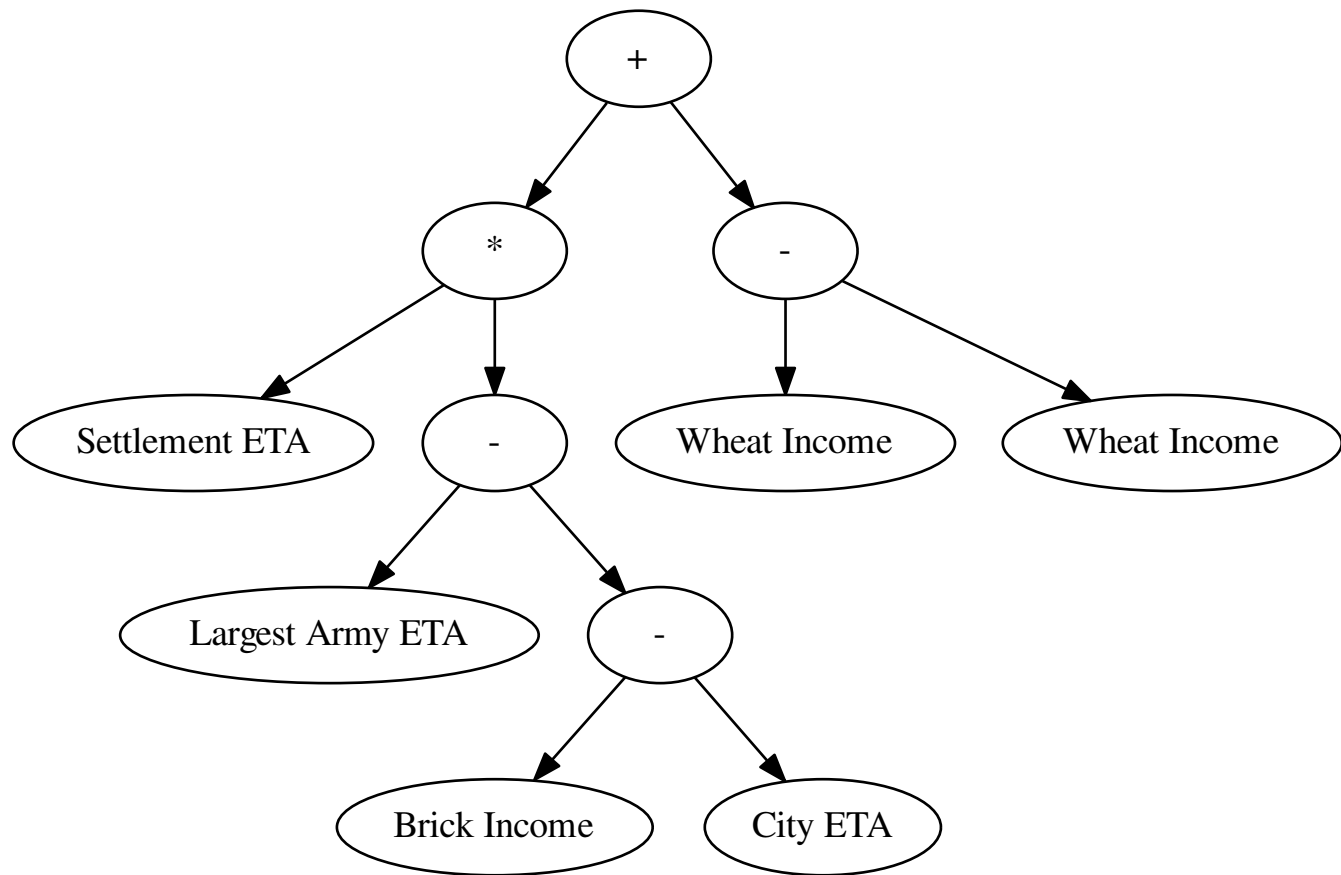 +
*
-
Settlement ETA
-
Wheat Income
Wheat Income
Largest Army ETA
-
Brick Income
City ETA